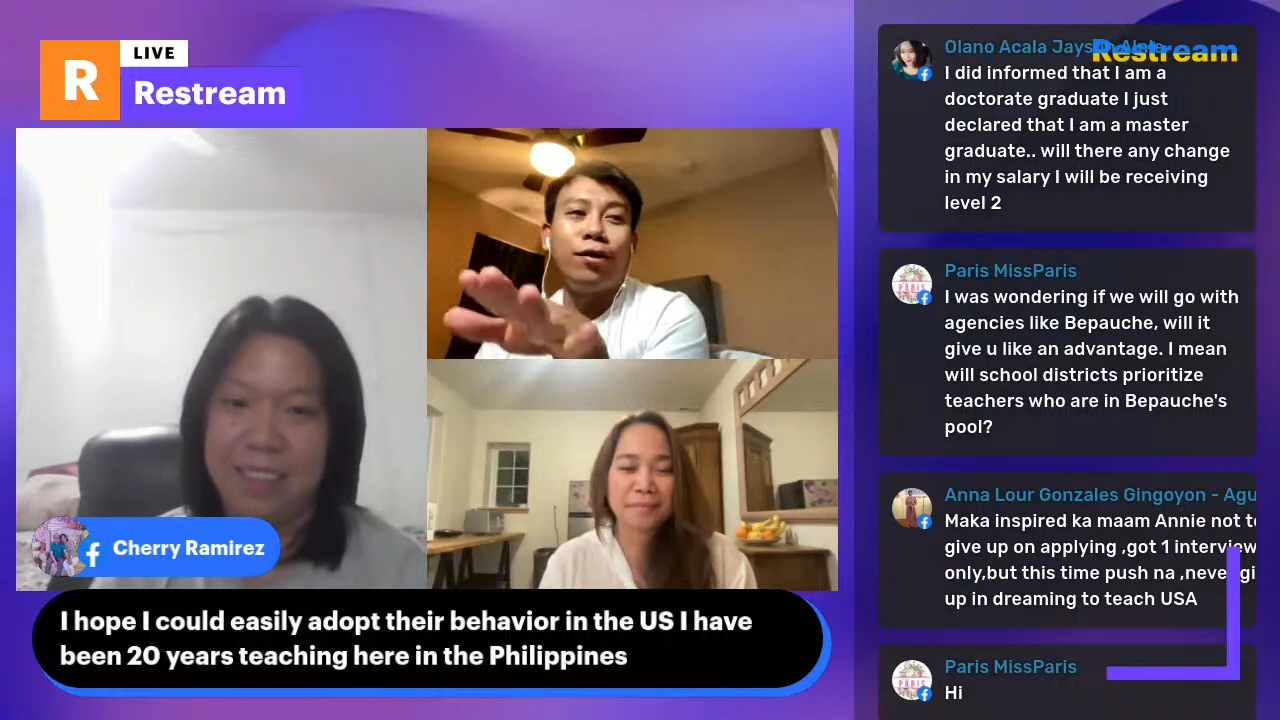 R
LIVE
Restream
Cherry Ramirez
I hope I could easily adopt their behavior in the US I have
been 20 years teaching here in the Philippines
Restream
Olano Acala Jays
I did informed that I am a
doctorate graduate I just
declared that I am a master
graduate.. will there any change
in my salary I will be receiving
level 2
Paris MissParis
I was wondering if we will go with
agencies like Bepauche, will it
give u like an advantage. I mean
will school districts prioritize
teachers who are in Bepauche's
pool?
Anna Lour Gonzales Gingoyon - Agu
Maka inspired ka maam Annie not t
give up on applying ,got 1 interview
only,but this time push na ,never gi
up in dreaming to teach USA
Paris MissParis
Hi